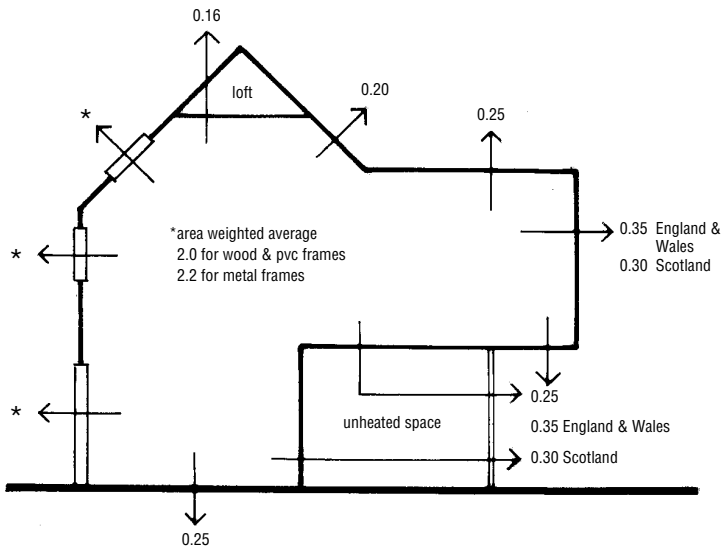 0.16
loft
0.20
0.25
*
*
*area weighted average
2.0 for wood & pvc frames
2.2 for metal frames
0.35 England &
Wales
0.30 Scotland
*
unheated space
0.25
0.35 England & Wales
0.30 Scotland
0.25